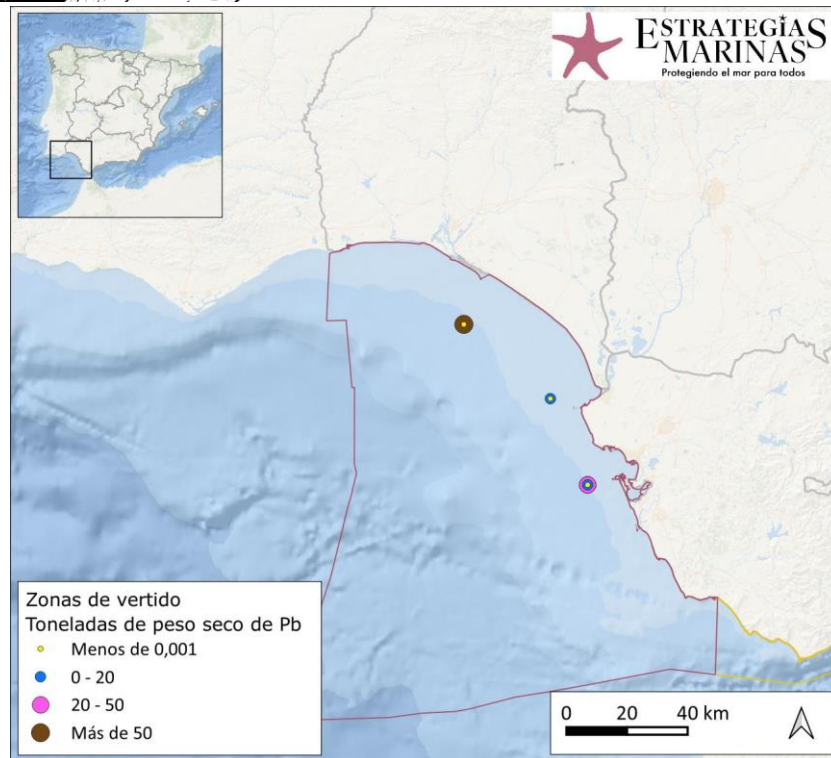 ESTRATEGIAS
MARINAS
Protegiendo el mar para todos
Zonas de vertido
Toneladas de peso seco de Pb
Menos de 0,001
0 - 20
20 - 50
Más de 50
0 20 40 km